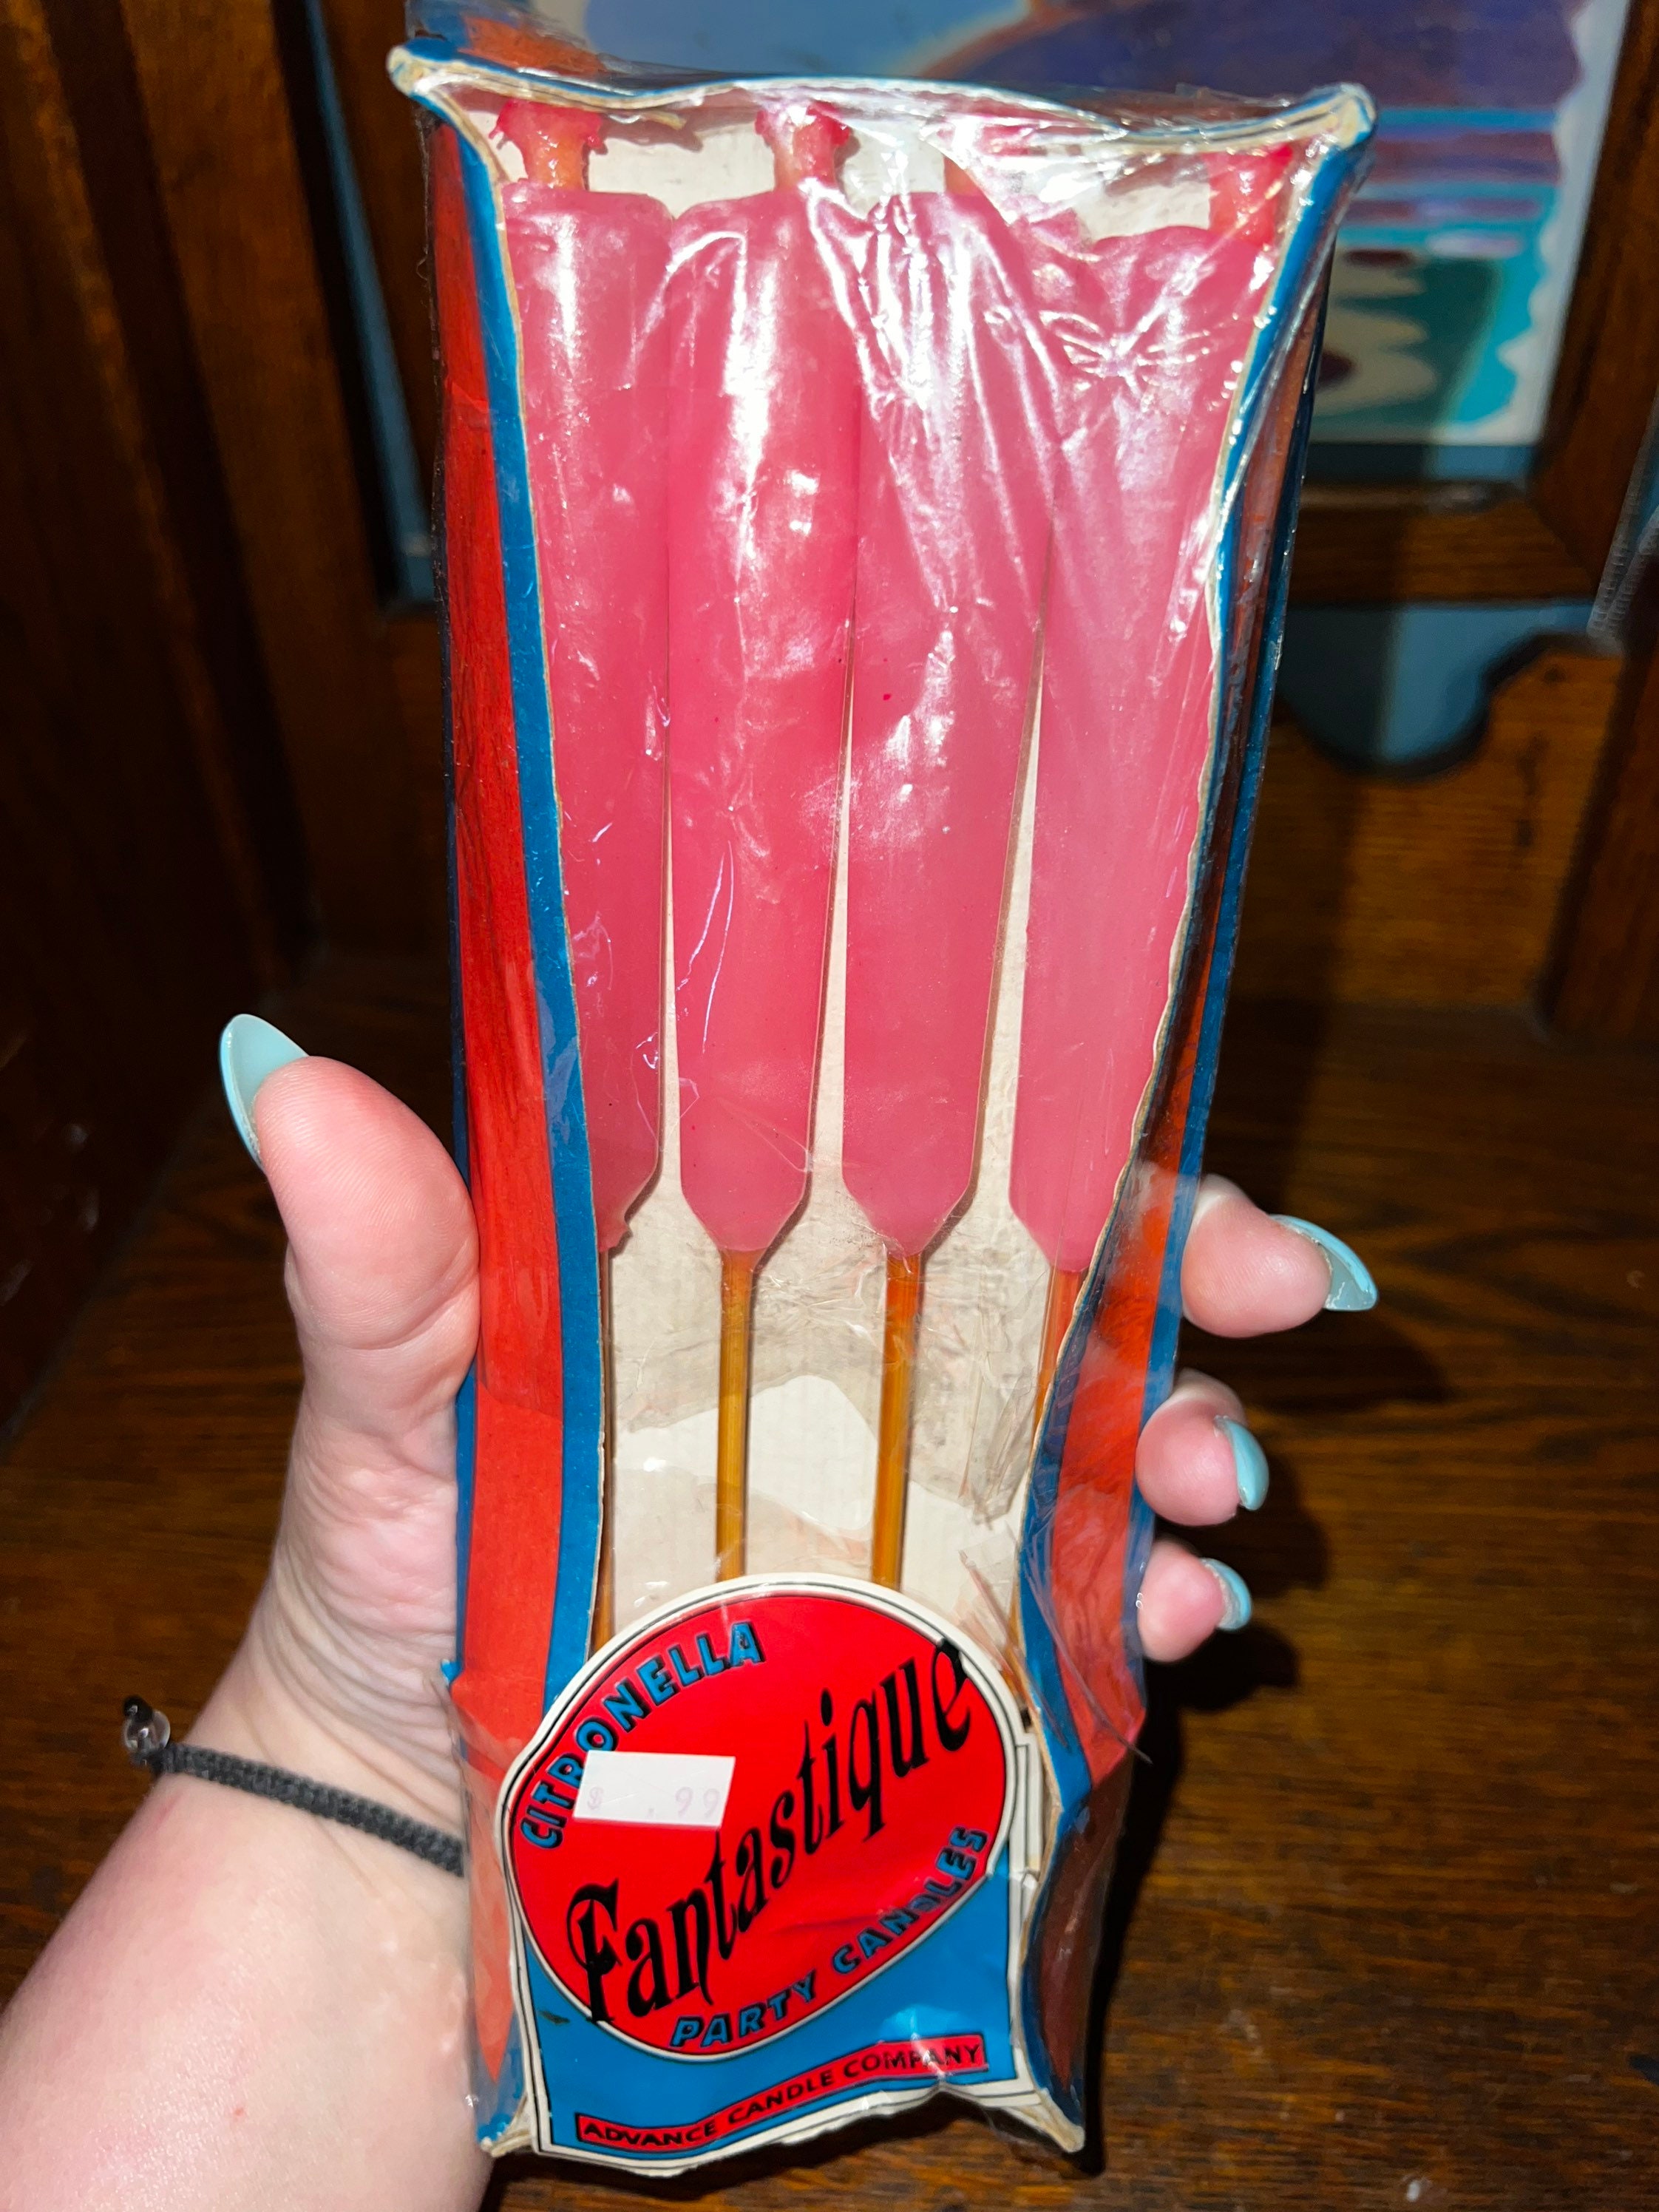 CITRONELLA
$ .99
Fantastique
PARTY CANDLES
ADVANCE CANDLE COMPANY